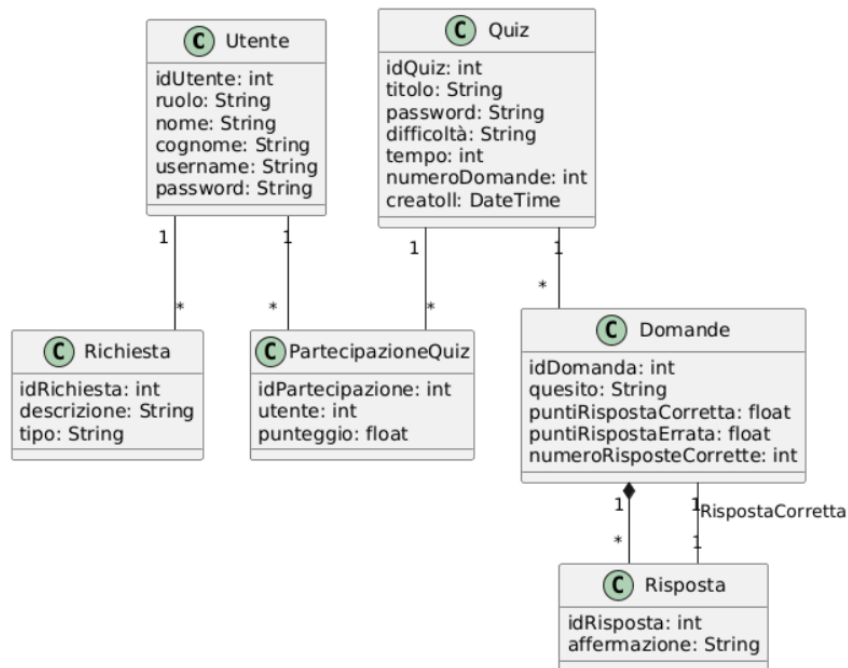 C Utente
idUtente: int
ruolo: String
nome: String
cognome: String
username: String
password: String
C Quiz
idQuiz: int
titolo: String
password: String
difficoltà: String
tempo: int
numeroDomande: int
creatoIl: DateTime
1
*
1
*
1
*
1
*
C Richiesta
idRichiesta: int
descrizione: String
tipo: String
C PartecipazioneQuiz
idPartecipazione: int
utente: int
punteggio: float
C Domande
idDomanda: int
quesito: String
puntiRispostaCorretta: float
puntiRispostaErrata: float
numeroRisposteCorrette: int
1
*
1
RispostaCorretta
1
C Risposta
idRisposta: int
affermazione: String